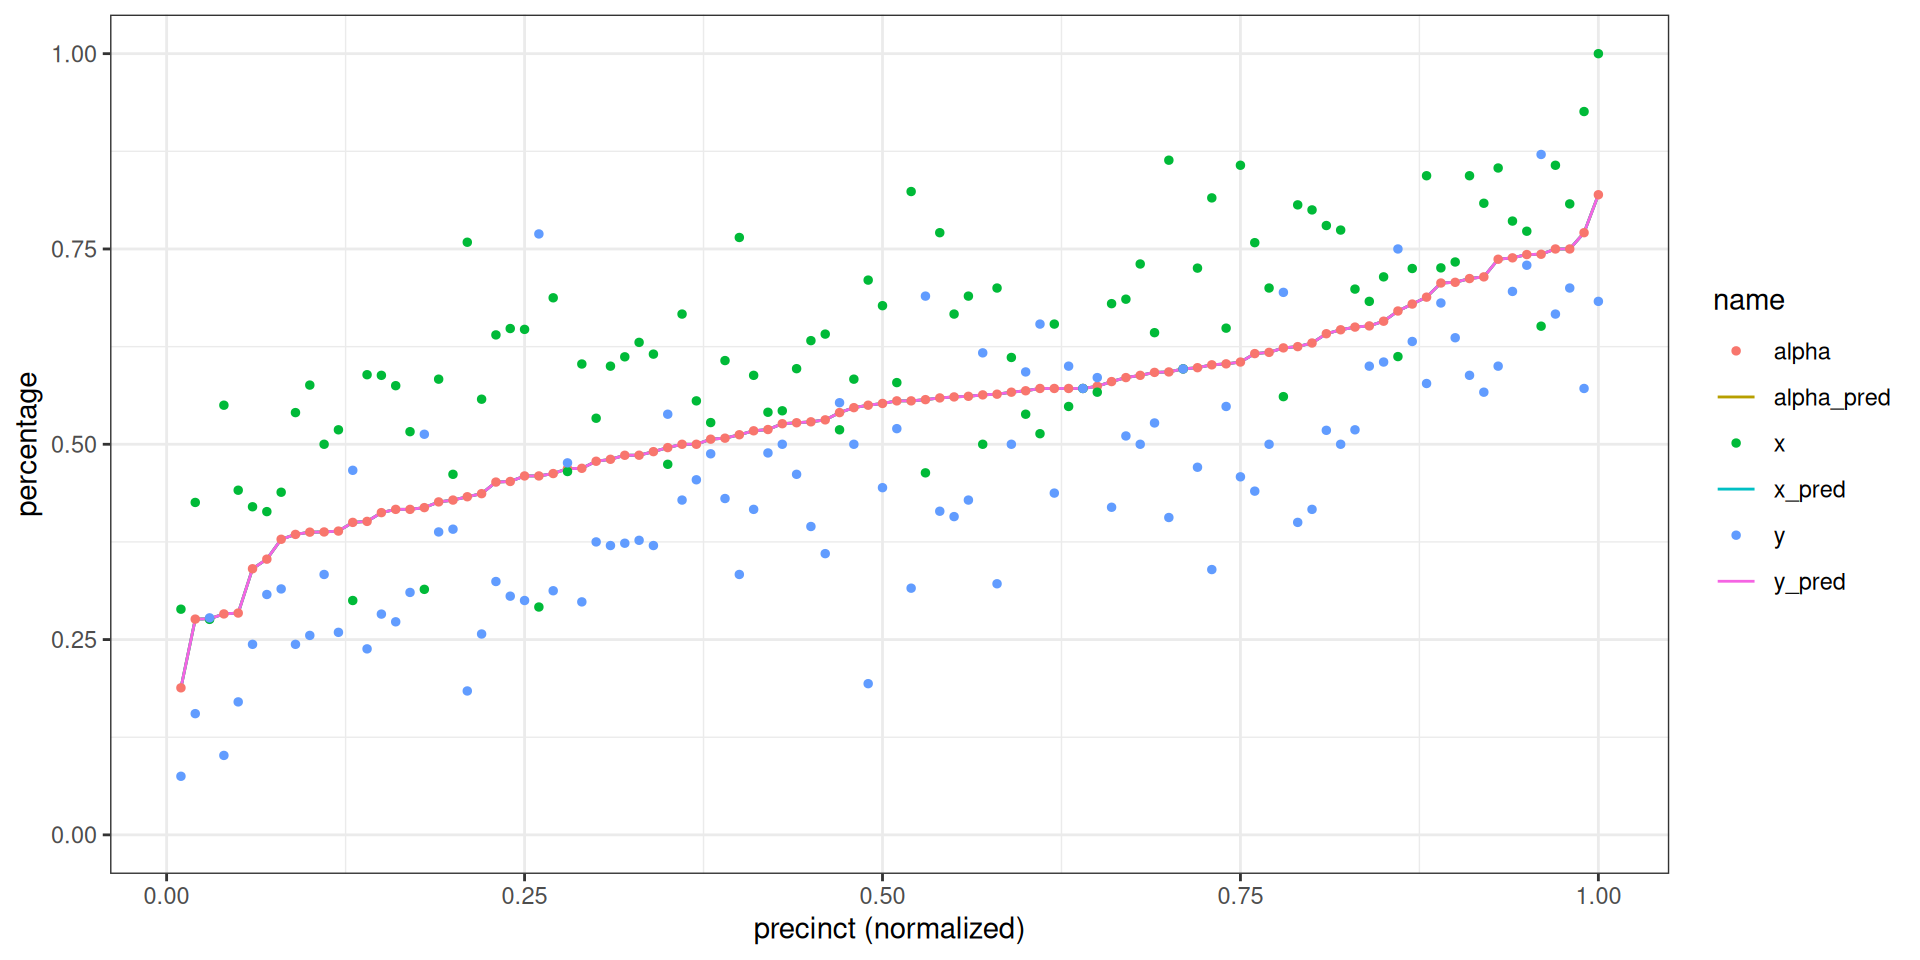 1.00
0.75
0.50
0.25
0.00
percentage
0.00 0.25 0.50 0.75 1.00
precinct (normalized)
name
alpha
alpha_pred
x
x_pred
y
y_pred